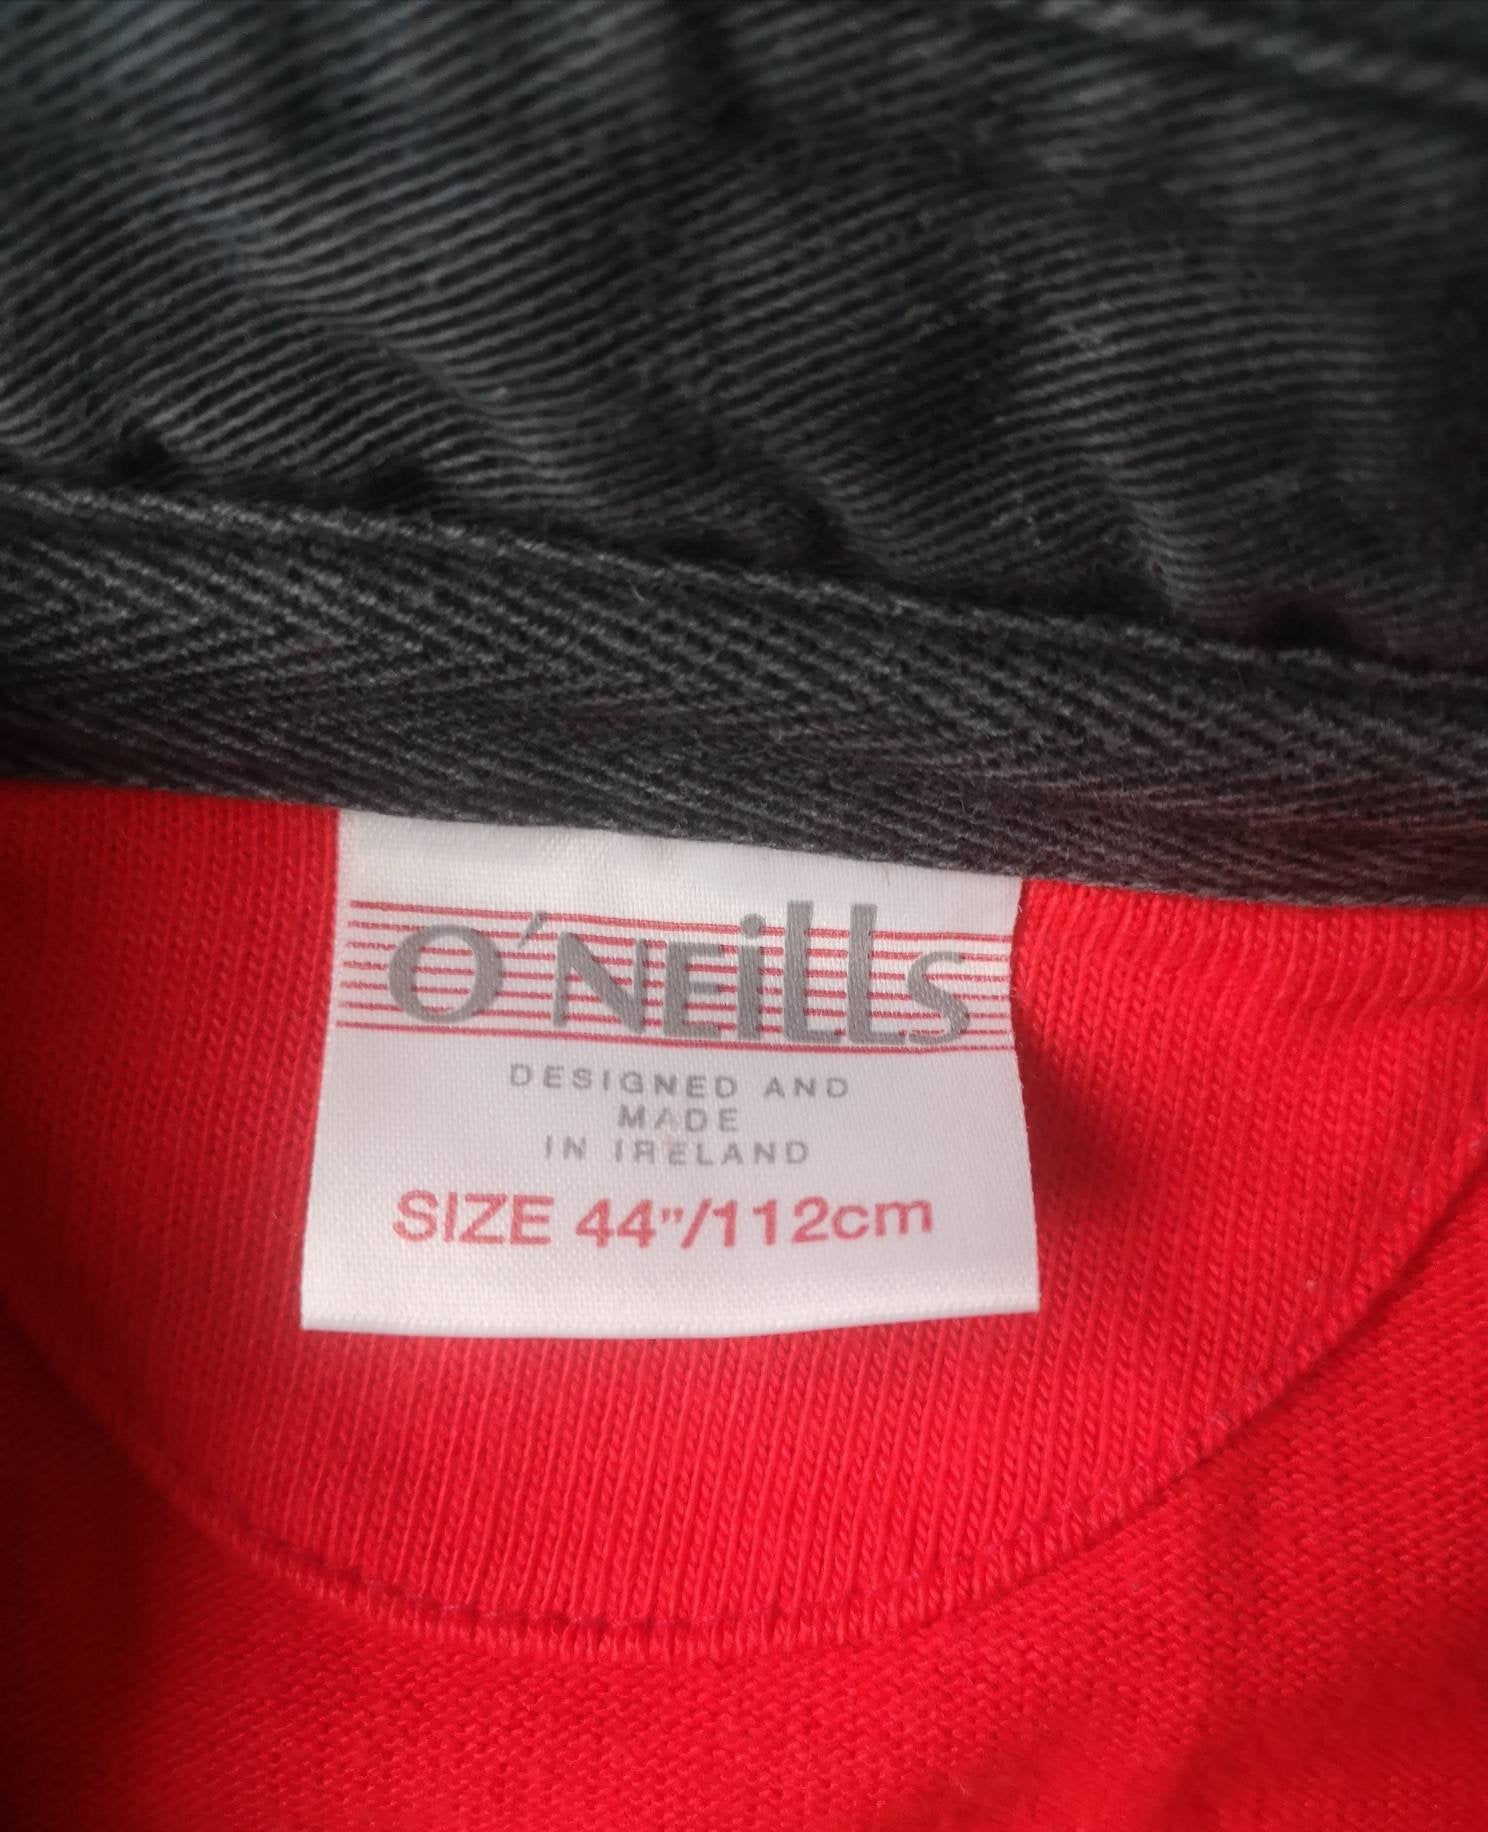 O'NEiLLS
DESIGNED AND
MADE
IN IRELAND
SIZE 44"/112cm